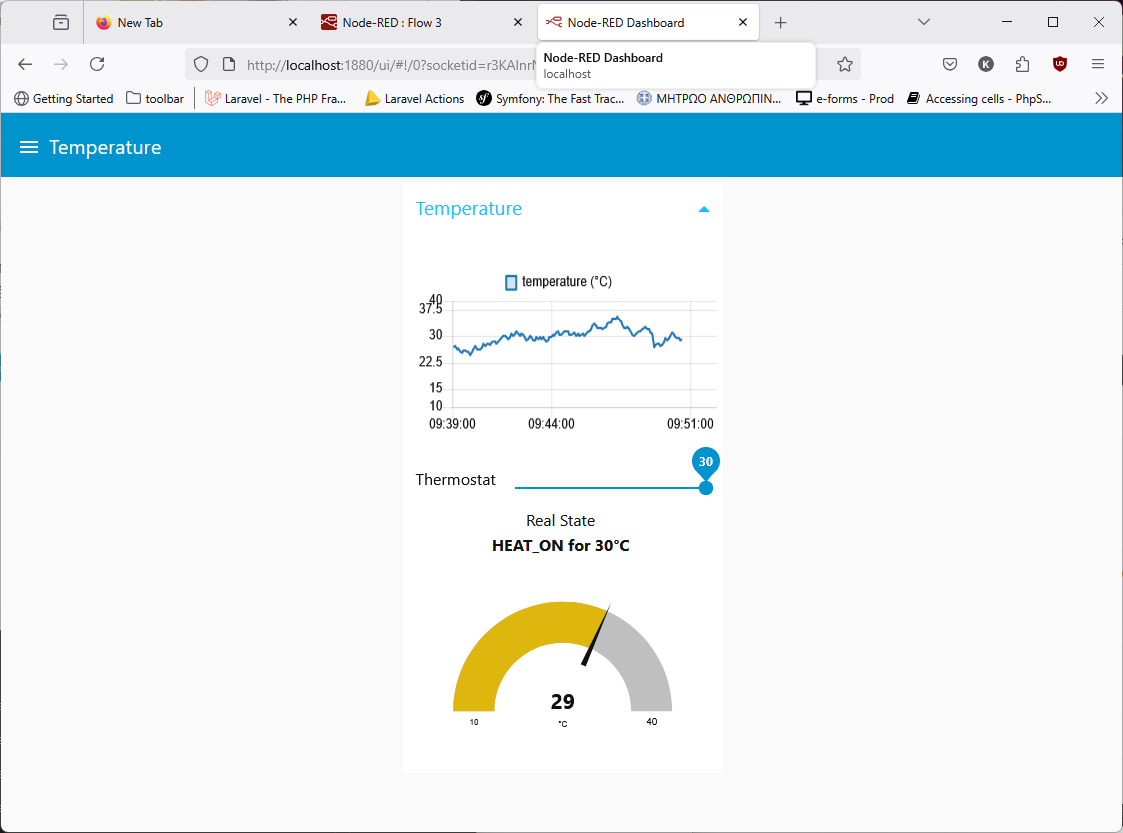 New Tab
Node-RED : Flow 3
Node-RED Dashboard
Node-RED Dashboard
localhost
http://localhost:1880/ui/#!/0?socketid=r3KAInr
K
Getting Started
toolbar
Laravel - The PHP Fra...
Laravel Actions
Symfony: The Fast Trac...
ΜΗΤΡΩΟ ΑΝΘΡΩΠΙΝ...
e-forms - Prod
Accessing cells - PhpS...
Temperature
Temperature
temperature (°C)
40
37.5
30
22.5
15
10
09:39:00 09:44:00 09:51:00
30
Thermostat
Real State
HEAT_ON for 30°C
29
10 °C 40